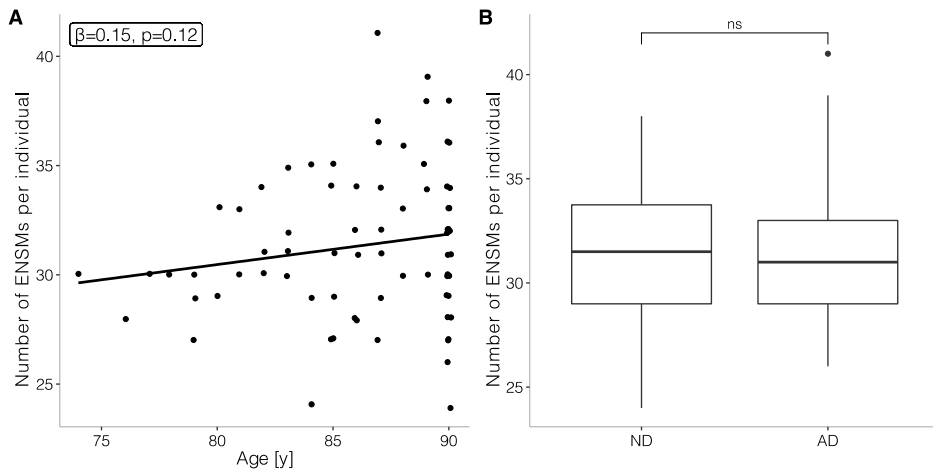 A
β=0.15, p=0.12
Number of ENSMs per individual
40
35
30
25
75
80
85
90
Age [y]
B
ns
Number of ENSMs per individual
40
35
30
25
ND
AD